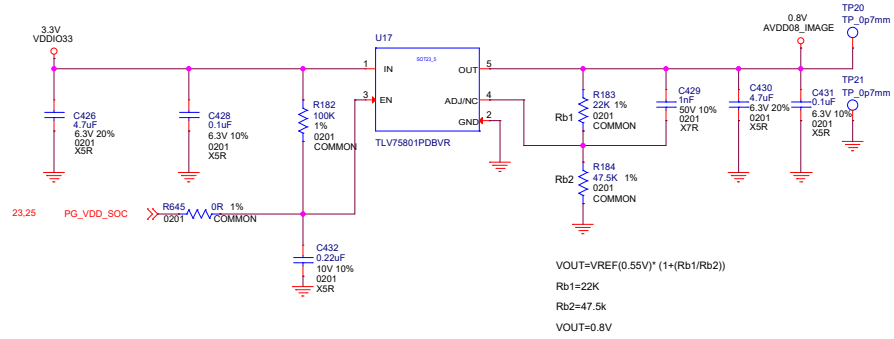 3.3V
VDDIO33
U17
SOT23_5
1
IN
OUT
5
3
EN
ADJ/NC
4
GND
2
TLV75801PDBVR
0.8V
AVDD08_IMAGE
TP20
TP_0p7mm
TP21
TP_0p7mm
C426
4.7uF
6.3V 20%
0201
X5R
C428
0.1uF
6.3V 10%
0201
X5R
R182
100K
1%
0201
COMMON
Rb1
R183
22K 1%
0201
COMMON
C429
1nF
50V 10%
0201
X7R
C430
4.7uF
6.3V 20%
0201
X5R
C431
0.1uF
6.3V 10%
0201
X5R
Rb2
R184
47.5K 1%
0201
COMMON
23,25
PG_VDD_SOC
R645
0R 1%
0201
COMMON
C432
0.22uF
10V 10%
0201
X5R
VOUT=VREF(0.55V)* (1+(Rb1/Rb2))
Rb1=22K
Rb2=47.5k
VOUT=0.8V